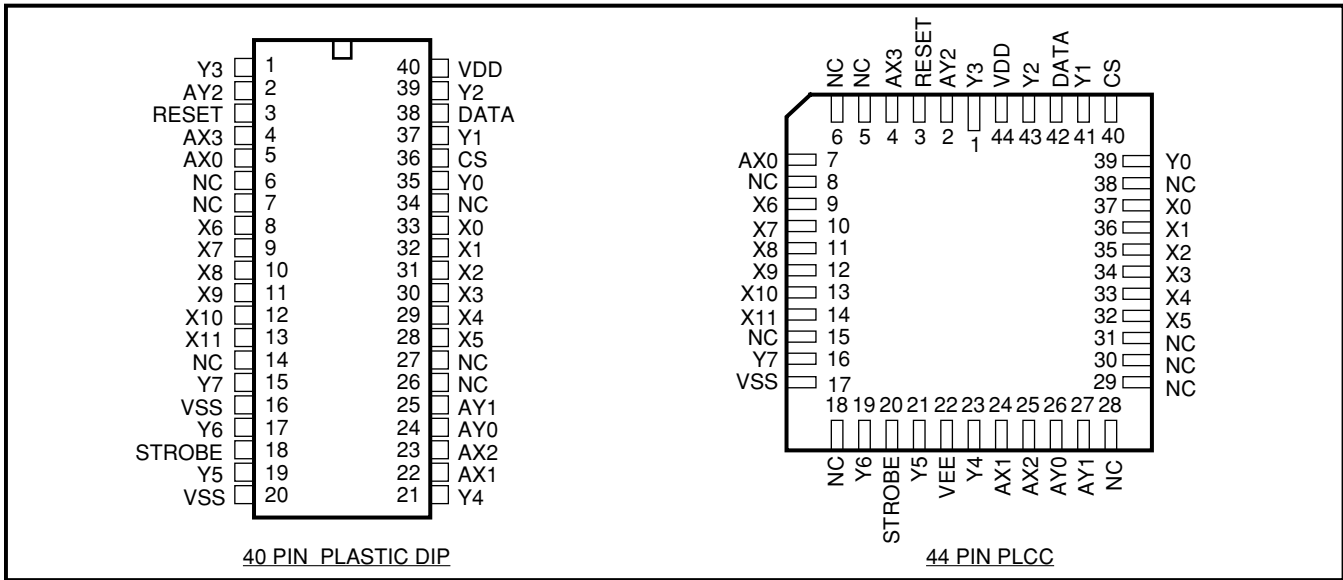 Y3 1 40 VDD
AY2 2 39 Y2
RESET 3 38 DATA
AX3 4 37 Y1
AX0 5 36 CS
NC 6 35 Y0
NC 7 34 NC
X6 8 33 X0
X7 9 32 X1
X8 10 31 X2
X9 11 30 X3
X10 12 29 X4
X11 13 28 X5
NC 14 27 NC
Y7 15 26 NC
VSS 16 25 AY1
Y6 17 24 AY0
STROBE 18 23 AX2
Y5 19 22 AX1
VSS 20 21 Y4
40 PIN PLASTIC DIP
NC NC AX3 RESET AY2 Y3 VDD Y2 DATA Y1 CS
6 5 4 3 2 1 44 43 42 41 40
AX0 7 39 Y0
NC 8 38 NC
X6 9 37 X0
X7 10 36 X1
X8 11 35 X2
X9 12 34 X3
X10 13 33 X4
X11 14 32 X5
NC 15 31 NC
Y7 16 30 NC
VSS 17 29 NC
18 19 20 21 22 23 24 25 26 27 28
NC Y6 STROBE Y5 VEE Y4 AX1 AX2 AY0 AY1 NC
44 PIN PLCC